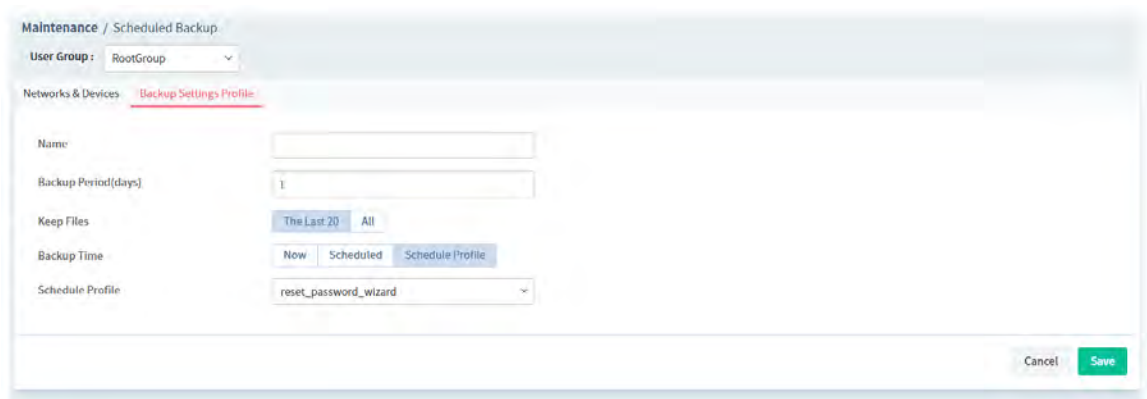 Maintenance / Scheduled Backup
User Group : RootGroup
Networks & Devices Backup Settings Profile
Name
Backup Period(days) 1
Keep Files The Last 20 All
Backup Time Now Scheduled Schedule Profile
Schedule Profile reset_password_wizard
Cancel Save